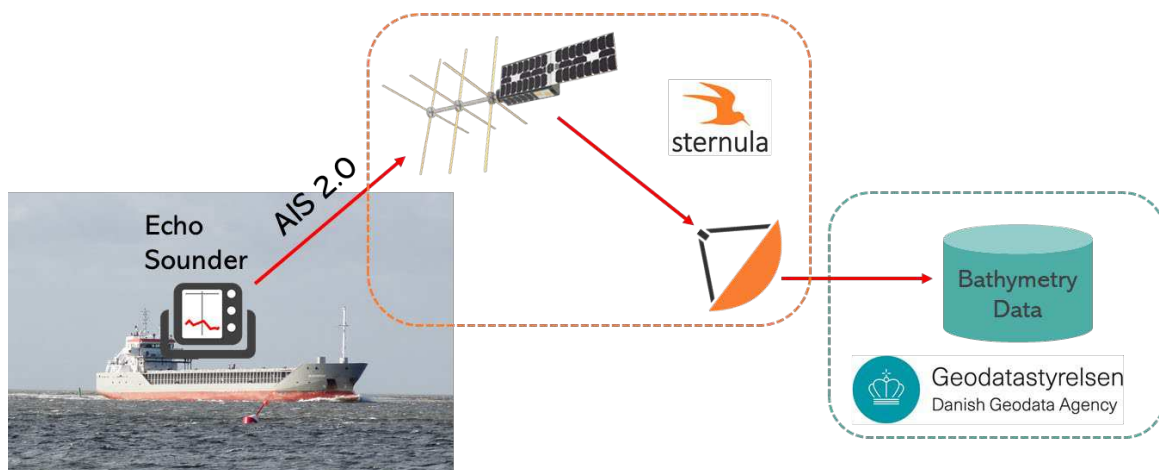 Echo
Sounder
AIS 2.0
sternula
Bathymetry
Data
Geodatastyrelsen
Danish Geodata Agency